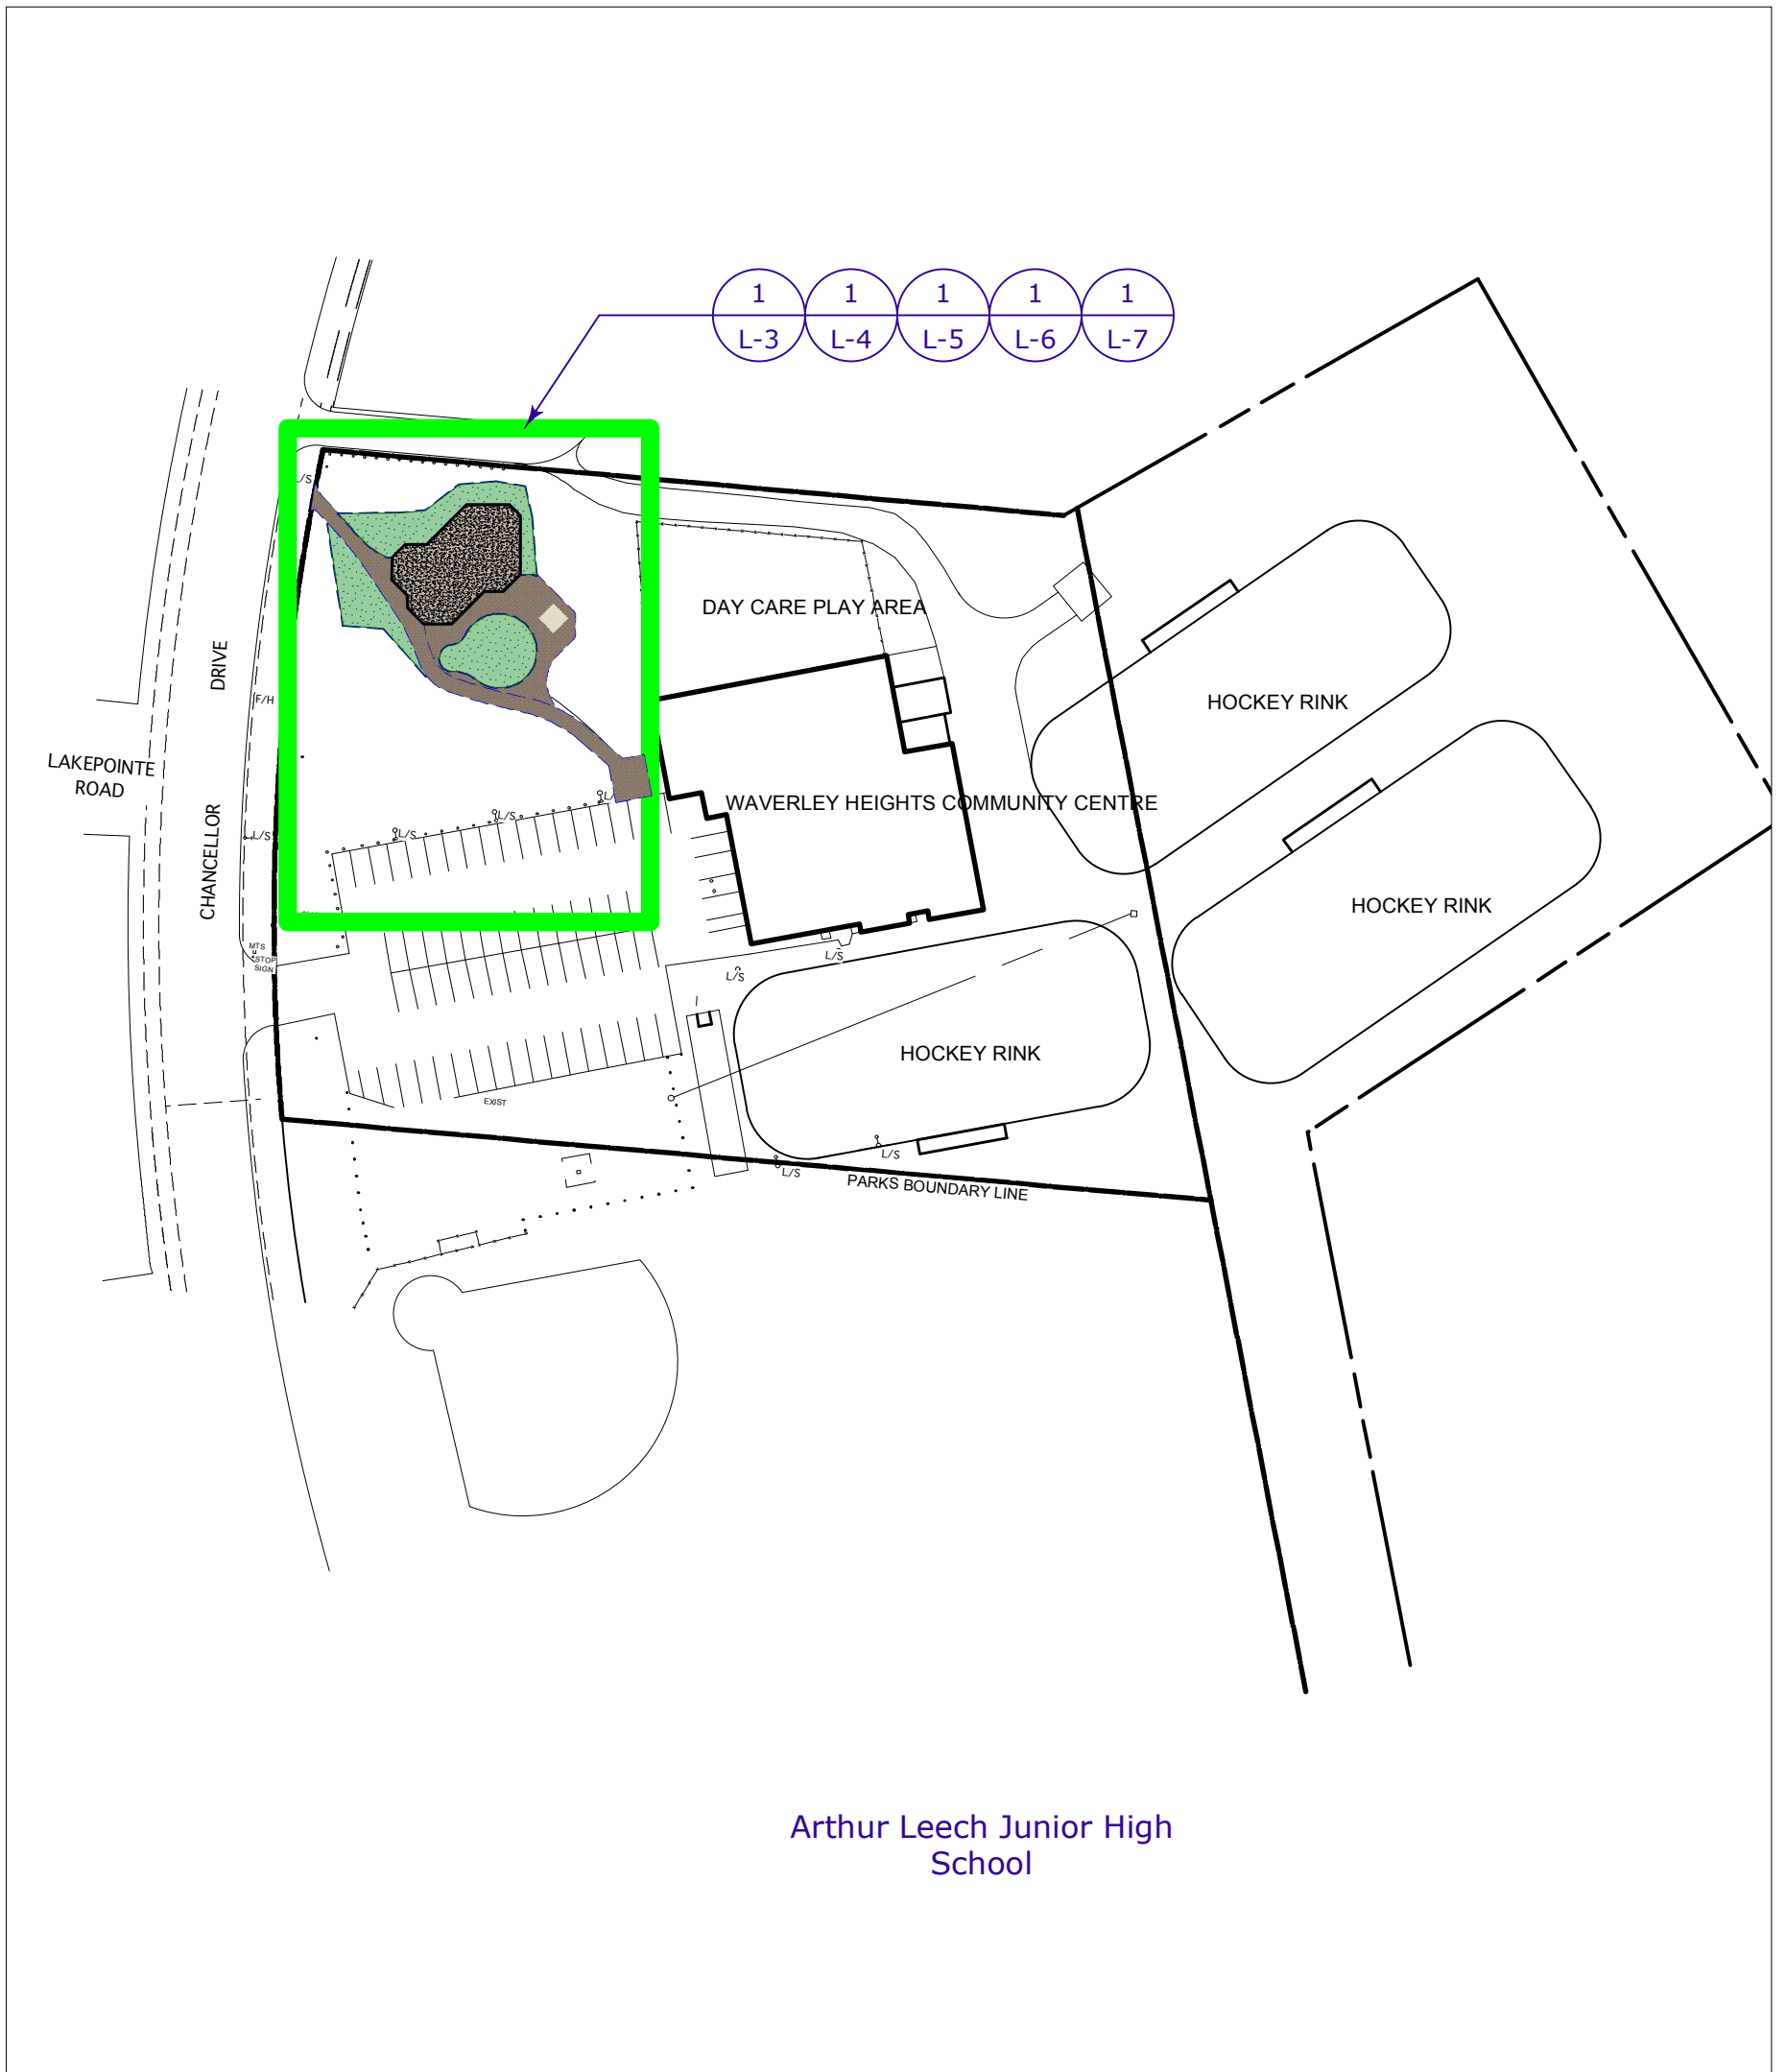 1 1 1 1 1
L-3 L-4 L-5 L-6 L-7
L/S
DAY CARE PLAY AREA
DRIVE
F/H
HOCKEY RINK
LAKEPOINTE
ROAD
WAVERLEY HEIGHTS COMMUNITY CENTRE
L/S
L/S
L/S
CHANCELLOR
HOCKEY RINK
MTS
STOP
SIGN
L/S
L/S
HOCKEY RINK
EXIST
L/S
L/S
PARKS BOUNDARY LINE
Arthur Leech Junior High
School